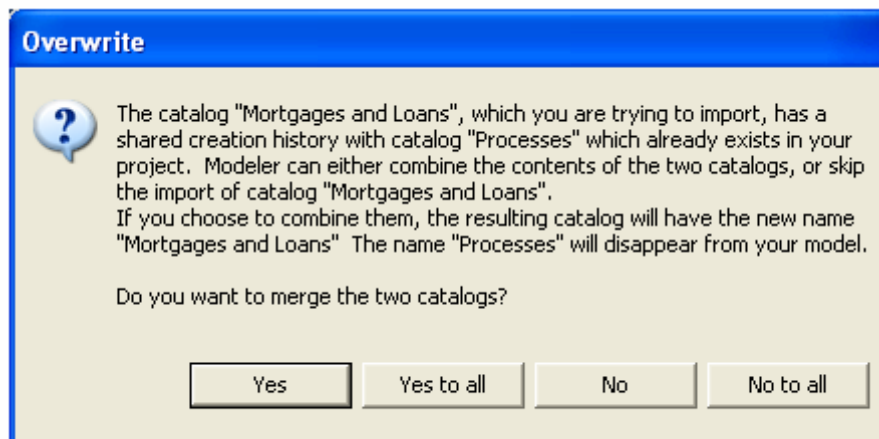 Overwrite
The catalog "Mortgages and Loans", which you are trying to import, has a
shared creation history with catalog "Processes" which already exists in your
project.  Modeler can either combine the contents of the two catalogs, or skip
the import of catalog "Mortgages and Loans".
If you choose to combine them, the resulting catalog will have the new name
"Mortgages and Loans"  The name "Processes" will disappear from your model.
Do you want to merge the two catalogs?
Yes Yes to all No No to all